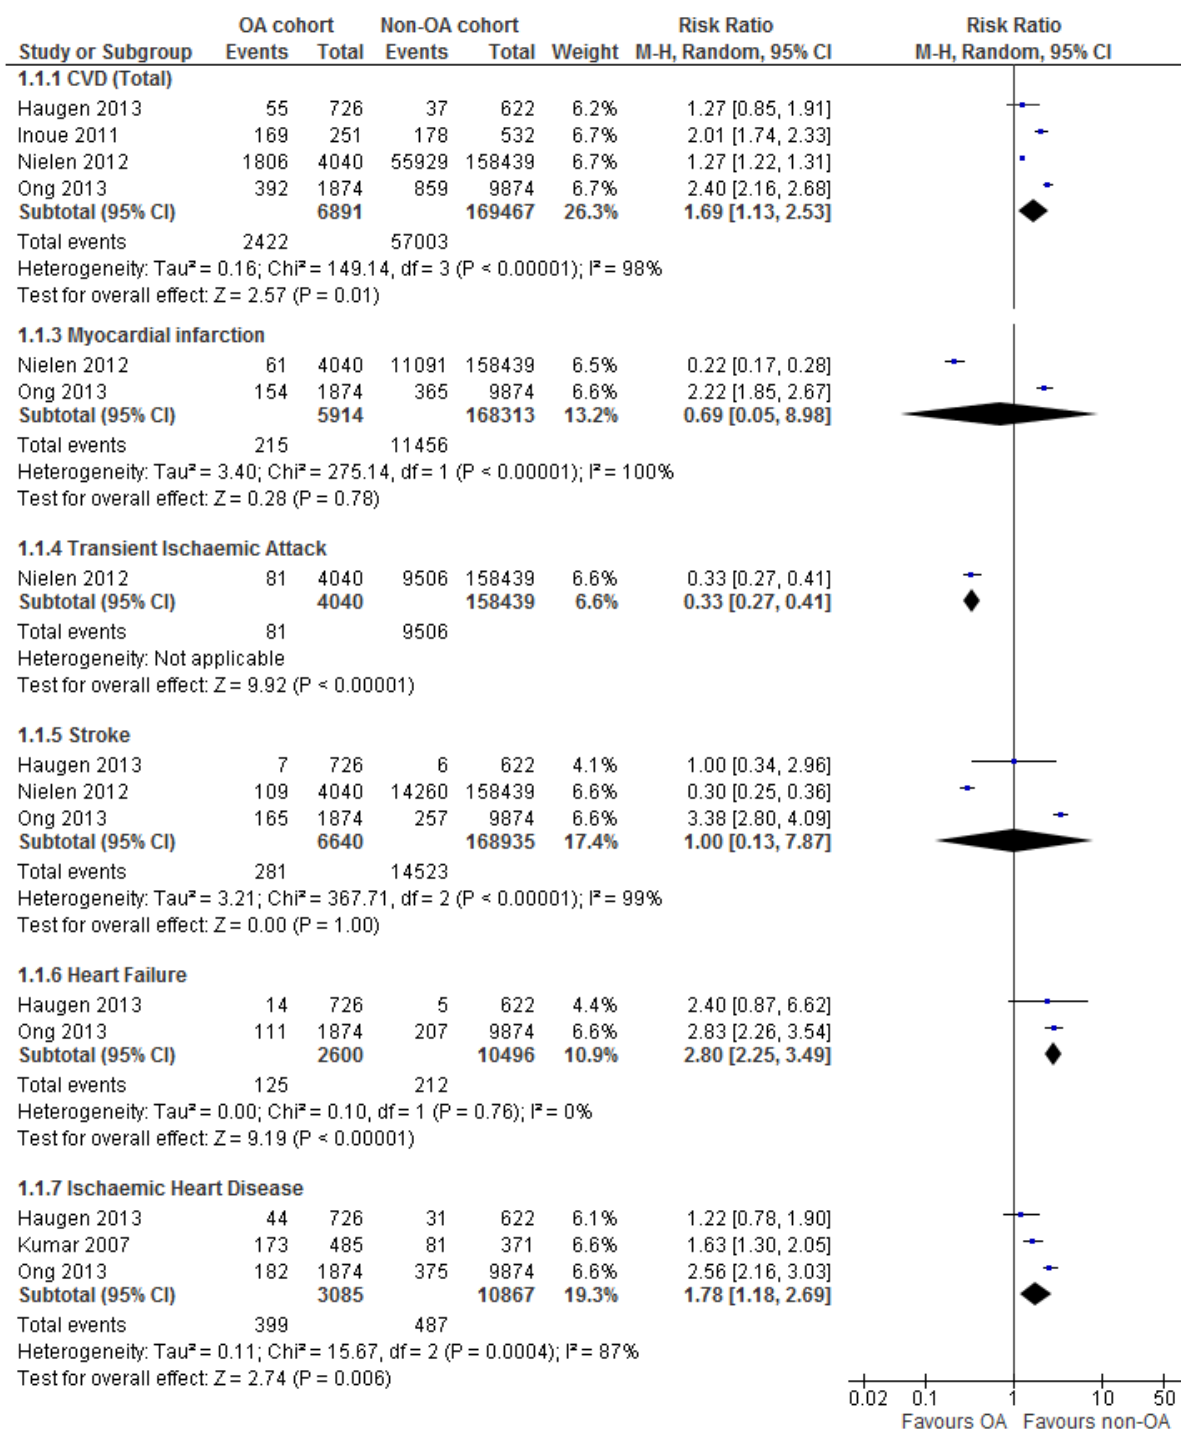 OA cohort Non-OA cohort Risk Ratio Risk Ratio
Study or Subgroup Events Total Events Total Weight M-H, Random, 95% CI M-H, Random, 95% CI
1.1.1 CVD (Total)
Haugen 2013 55 726 37 622 6.2% 1.27 [0.85, 1.91]
Inoue 2011 169 251 178 532 6.7% 2.01 [1.74, 2.33]
Nielen 2012 1806 4040 55929 158439 6.7% 1.27 [1.22, 1.31]
Ong 2013 392 1874 859 9874 6.7% 2.40 [2.16, 2.68]
Subtotal (95% CI) 6891 169467 26.3% 1.69 [1.13, 2.53]
Total events 2422 57003
Heterogeneity: Tau² = 0.16; Chi² = 149.14, df = 3 (P < 0.00001); I² = 98%
Test for overall effect: Z = 2.57 (P = 0.01)
1.1.3 Myocardial infarction
Nielen 2012 61 4040 11091 158439 6.5% 0.22 [0.17, 0.28]
Ong 2013 154 1874 365 9874 6.6% 2.22 [1.85, 2.67]
Subtotal (95% CI) 5914 168313 13.2% 0.69 [0.05, 8.98]
Total events 215 11456
Heterogeneity: Tau² = 3.40; Chi² = 275.14, df = 1 (P < 0.00001); I² = 100%
Test for overall effect: Z = 0.28 (P = 0.78)
1.1.4 Transient Ischaemic Attack
Nielen 2012 81 4040 9506 158439 6.6% 0.33 [0.27, 0.41]
Subtotal (95% CI) 4040 158439 6.6% 0.33 [0.27, 0.41]
Total events 81 9506
Heterogeneity: Not applicable
Test for overall effect: Z = 9.92 (P < 0.00001)
1.1.5 Stroke
Haugen 2013 7 726 6 622 4.1% 1.00 [0.34, 2.96]
Nielen 2012 109 4040 14260 158439 6.6% 0.30 [0.25, 0.36]
Ong 2013 165 1874 257 9874 6.6% 3.38 [2.80, 4.09]
Subtotal (95% CI) 6640 168935 17.4% 1.00 [0.13, 7.87]
Total events 281 14523
Heterogeneity: Tau² = 3.21; Chi² = 367.71, df = 2 (P < 0.00001); I² = 99%
Test for overall effect: Z = 0.00 (P = 1.00)
1.1.6 Heart Failure
Haugen 2013 14 726 5 622 4.4% 2.40 [0.87, 6.62]
Ong 2013 111 1874 207 9874 6.6% 2.83 [2.26, 3.54]
Subtotal (95% CI) 2600 10496 10.9% 2.80 [2.25, 3.49]
Total events 125 212
Heterogeneity: Tau² = 0.00; Chi² = 0.10, df = 1 (P = 0.76); I² = 0%
Test for overall effect: Z = 9.19 (P < 0.00001)
1.1.7 Ischaemic Heart Disease
Haugen 2013 44 726 31 622 6.1% 1.22 [0.78, 1.90]
Kumar 2007 173 485 81 371 6.6% 1.63 [1.30, 2.05]
Ong 2013 182 1874 375 9874 6.6% 2.56 [2.16, 3.03]
Subtotal (95% CI) 3085 10867 19.3% 1.78 [1.18, 2.69]
Total events 399 487
Heterogeneity: Tau² = 0.11; Chi² = 15.67, df = 2 (P = 0.0004); I² = 87%
Test for overall effect: Z = 2.74 (P = 0.006)
0.02 0.1 1 10 50
Favours OA Favours non-OA